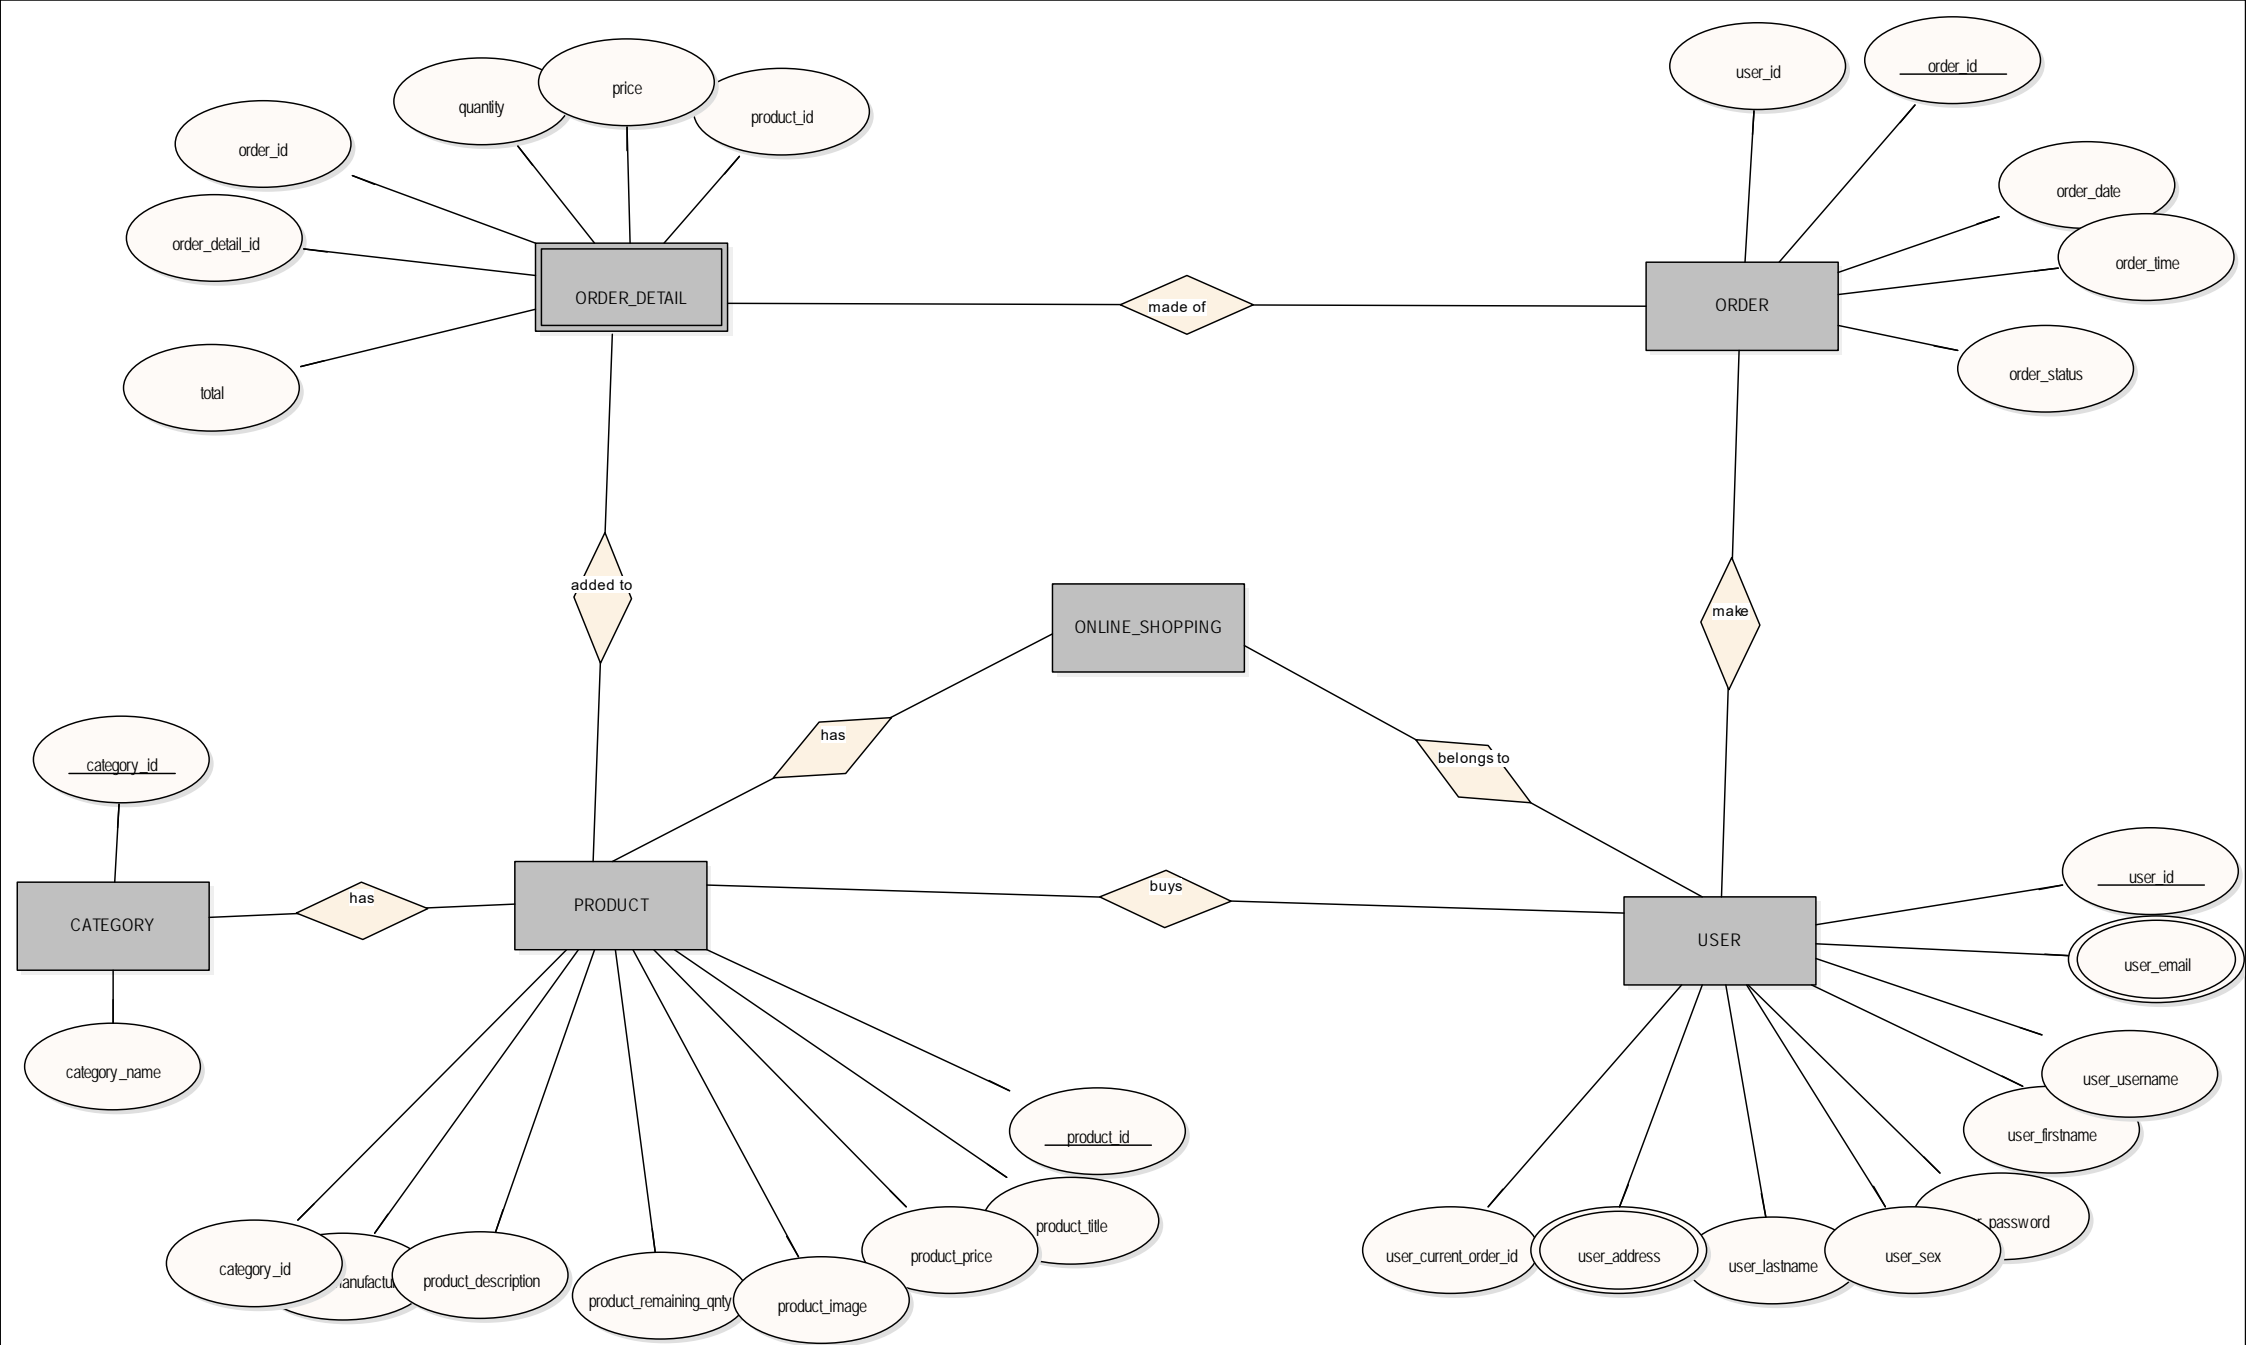 user_id
order_id
price
quantity
product_id
order_id
order_date
order_detail_id
order_time
ORDER_DETAIL
made of
ORDER
order_status
total
added to
make
ONLINE_SHOPPING
has
belongs to
category_id
user_id
buys
has
PRODUCT
CATEGORY
USER
user_email
category_name
user_username
product_id
user_firstname
product_title
password
product_price
user_current_order_id
user_address
user_lastname
user_sex
category_id
product_description
product_remaining_qnty
product_image